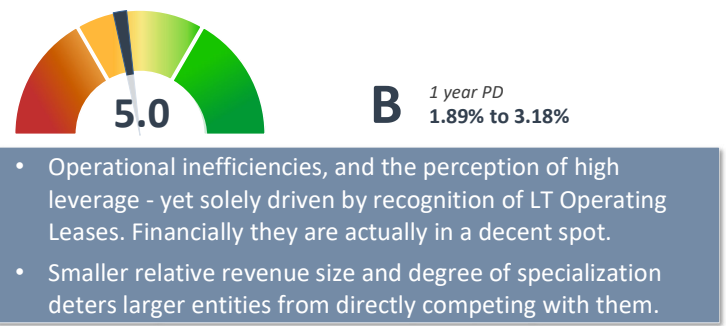 5.0
B
1 year PD
1.89% to 3.18%
• Operational inefficiencies, and the perception of high
leverage - yet solely driven by recognition of LT Operating
Leases. Financially they are actually in a decent spot.
• Smaller relative revenue size and degree of specialization
deters larger entities from directly competing with them.